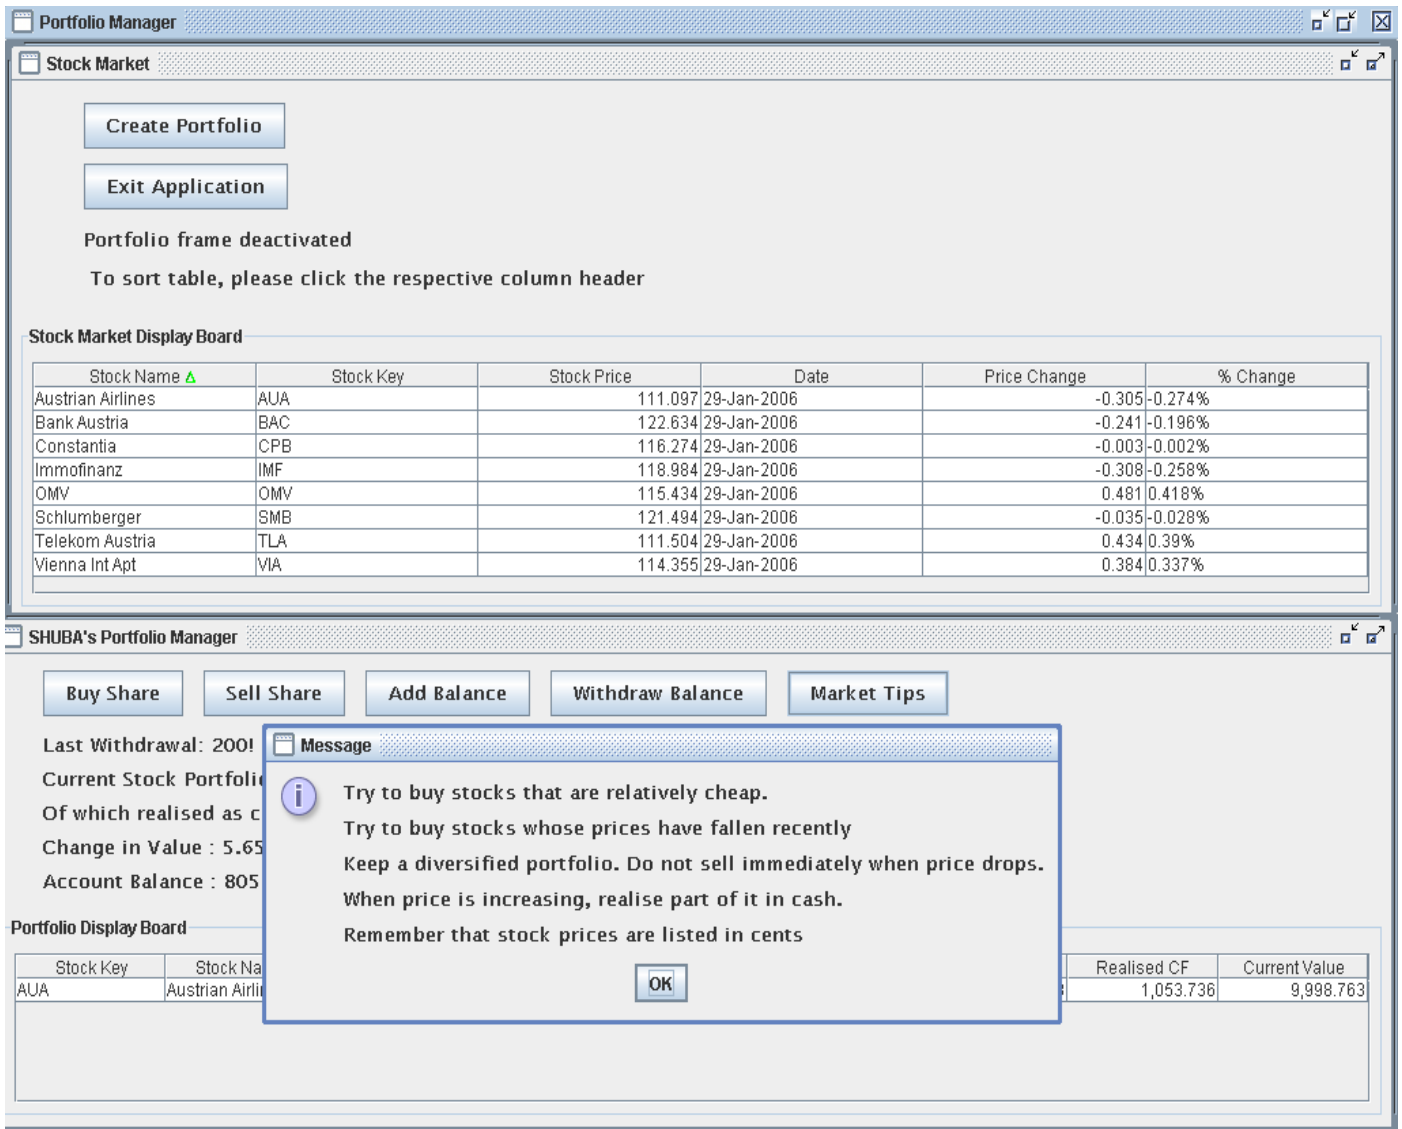 Portfolio Manager
Stock Market
Create Portfolio
Exit Application
Portfolio frame deactivated
To sort table, please click the respective column header
Stock Market Display Board
Stock Name Stock Key Stock Price Date Price Change % Change
Austrian Airlines AUA 111.097 29-Jan-2006 -0.305 -0.274%
Bank Austria BAC 122.634 29-Jan-2006 -0.241 -0.196%
Constantia CPB 116.274 29-Jan-2006 -0.003 -0.002%
Immofinanz IMF 118.984 29-Jan-2006 -0.308 -0.258%
OMV OMV 115.434 29-Jan-2006 0.481 0.418%
Schlumberger SMB 121.494 29-Jan-2006 -0.035 -0.028%
Telekom Austria TLA 111.504 29-Jan-2006 0.434 0.39%
Vienna Int Apt VIA 114.355 29-Jan-2006 0.384 0.337%
SHUBA's Portfolio Manager
Buy Share Sell Share Add Balance Withdraw Balance Market Tips
Last Withdrawal: 200!
Current Stock
Of which realised as
Change in Value : 5.65
Account Balance : 805
Message
Try to buy stocks that are relatively cheap.
Try to buy stocks whose prices have fallen recently
Keep a diversified portfolio. Do not sell immediately when price drops.
When price is increasing, realise part of it in cash.
Remember that stock prices are listed in cents
OK
Portfolio Display Board
Stock Key Stock Realised CF Current Value
AUA Austrian 1,053.736 9,998.763